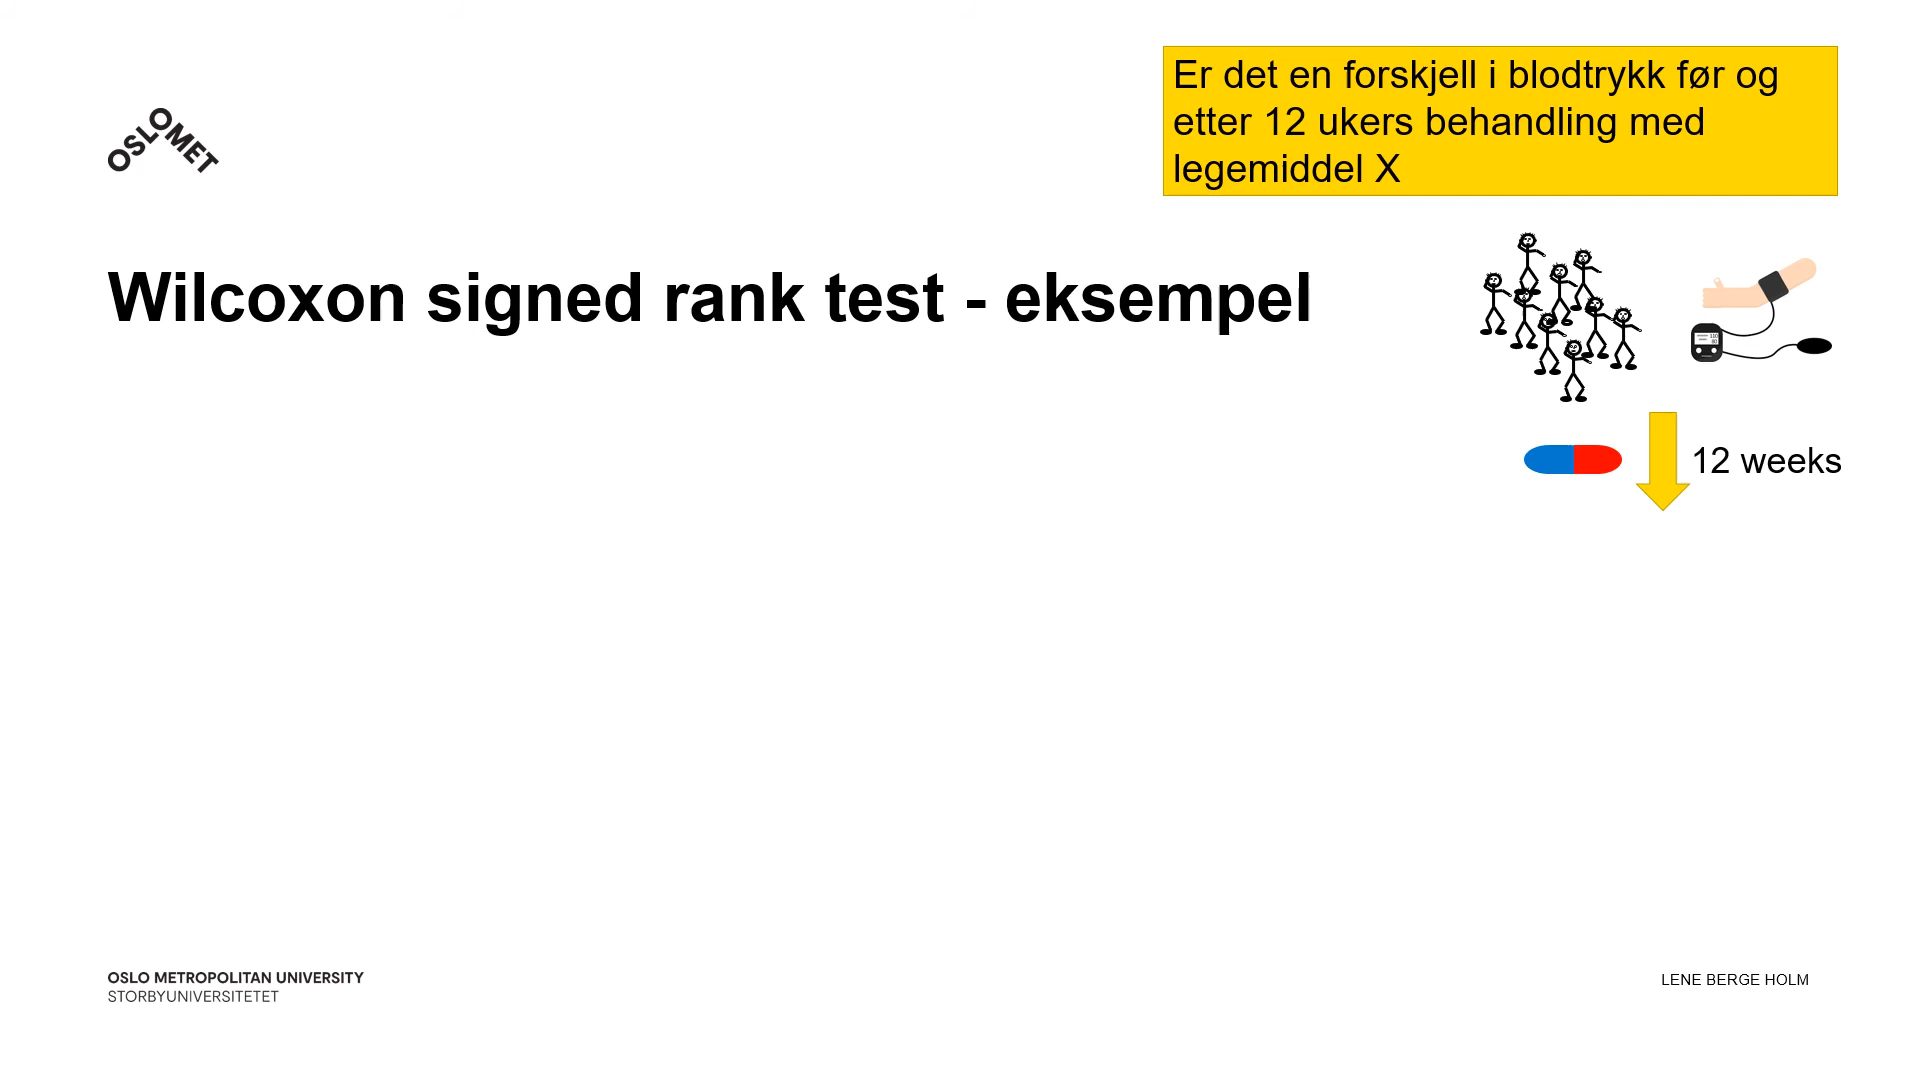 Er det en forskjell i blodtrykk før og
etter 12 ukers behandling med
legemiddel X
OSLOMET
Wilcoxon signed rank test - eksempel
12 weeks
OSLO METROPOLITAN UNIVERSITY
STORBYUNIVERSITETET
LENE BERGE HOLM